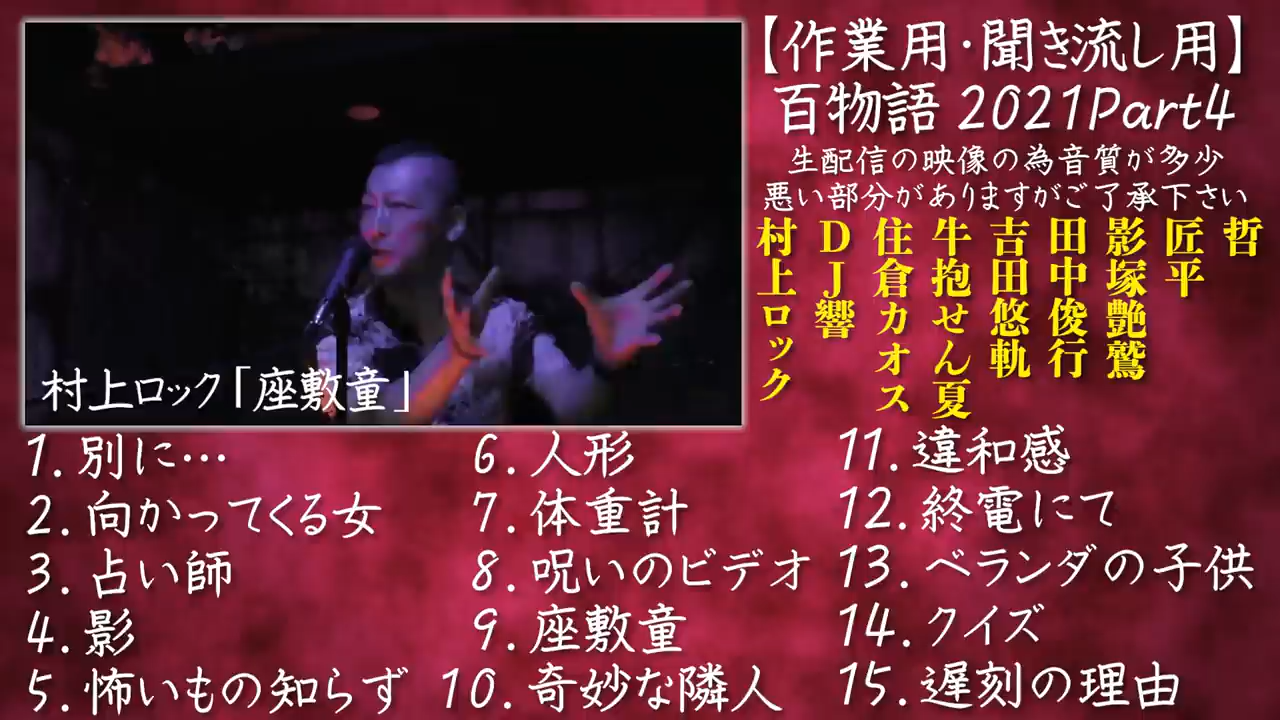 【作業用・聞き流し用】
百物語 2021Part4
生配信の映像の為音質が多少
悪い部分がありますがご了承下さい
村上ロック
DJ響
住倉カオス
牛抱せん夏
吉田悠軌
田中俊行
影塚艶鷲
匠平
哲
村上ロック「座敷童」
1. 別に…
2. 向かってくる女
3. 占い師
4. 影
5. 怖いもの知らず
6. 人形
7. 体重計
8. 呪いのビデオ
9. 座敷童
10. 奇妙な隣人
11. 違和感
12. 終電にて
13. ベランダの子供
14. クイズ
15. 遅刻の理由